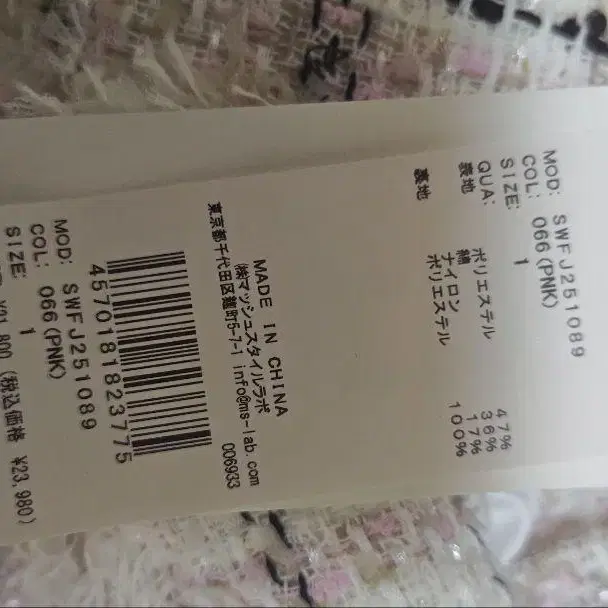 MOD: SWFJ251089
COL: 066(PNK)
SIZE: 1
QUA:
表地 ポリエステル 47%
綿 36%
ナイロン 17%
裏地 ポリエステル 100%
MADE IN CHINA
(株)マッシュスタイルラボ
東京都千代田区麹町5-7-1 info@ms-lab.com
006933
4570181823775
MOD: SWFJ251089
COL: 066(PNK)
SIZE: 1
¥21,800 (税込価格 ¥23,980)